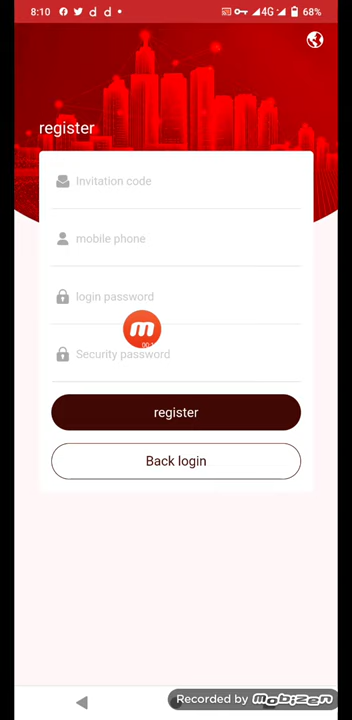 8:10
4G
68%
register
Invitation code
mobile phone
login password
m
Security password
register
Back login
Recorded by MOBIZEN